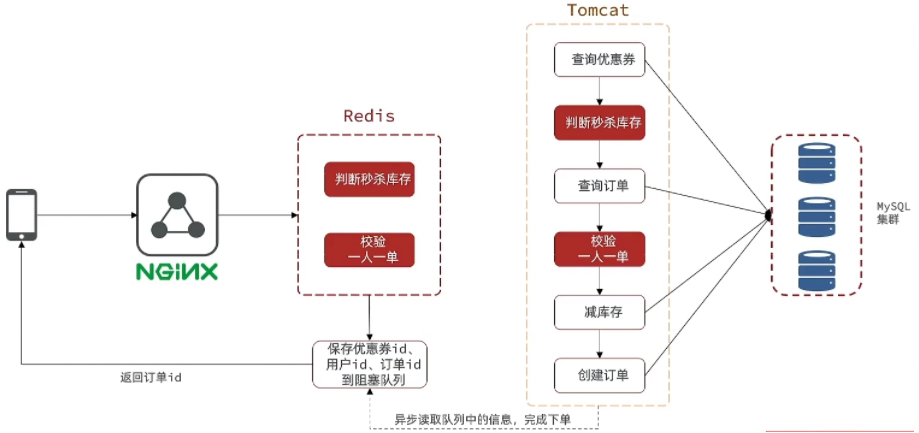 Tomcat
查询优惠券
Redis
判断秒杀库存
判断秒杀库存
查询订单
MySQL
集群
校验
一人一单
校验
一人一单
NGINX
减库存
保存优惠券id、
用户id、订单id
到阻塞队列
返回订单id
创建订单
异步读取队列中的信息，完成下单